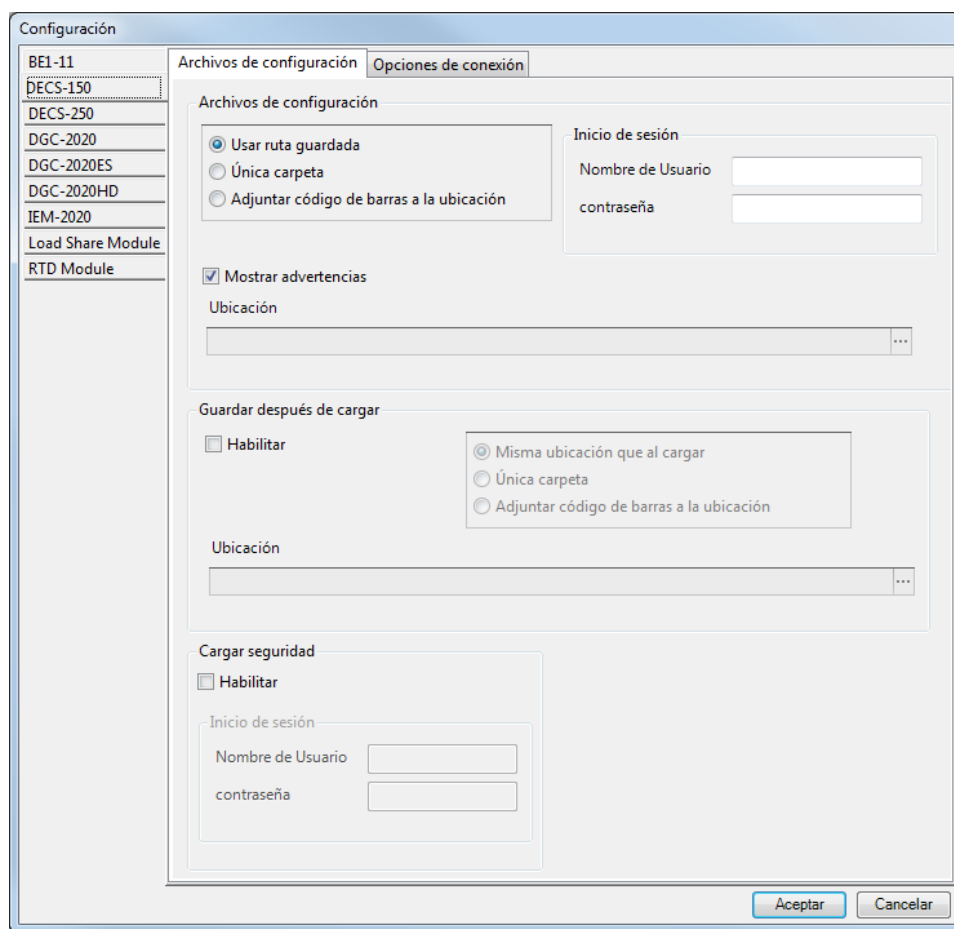 Configuración
BE1-11
DECS-150
DECS-250
DGC-2020
DGC-2020ES
DGC-2020HD
IEM-2020
Load Share Module
RTD Module
Archivos de configuración
Opciones de conexión
Archivos de configuración
Usar ruta guardada
Única carpeta
Adjuntar código de barras a la ubicación
Inicio de sesión
Nombre de Usuario
contraseña
Mostrar advertencias
Ubicación
...
Guardar después de cargar
Habilitar
Misma ubicación que al cargar
Única carpeta
Adjuntar código de barras a la ubicación
Ubicación
...
Cargar seguridad
Habilitar
Inicio de sesión
Nombre de Usuario
contraseña
Aceptar
Cancelar